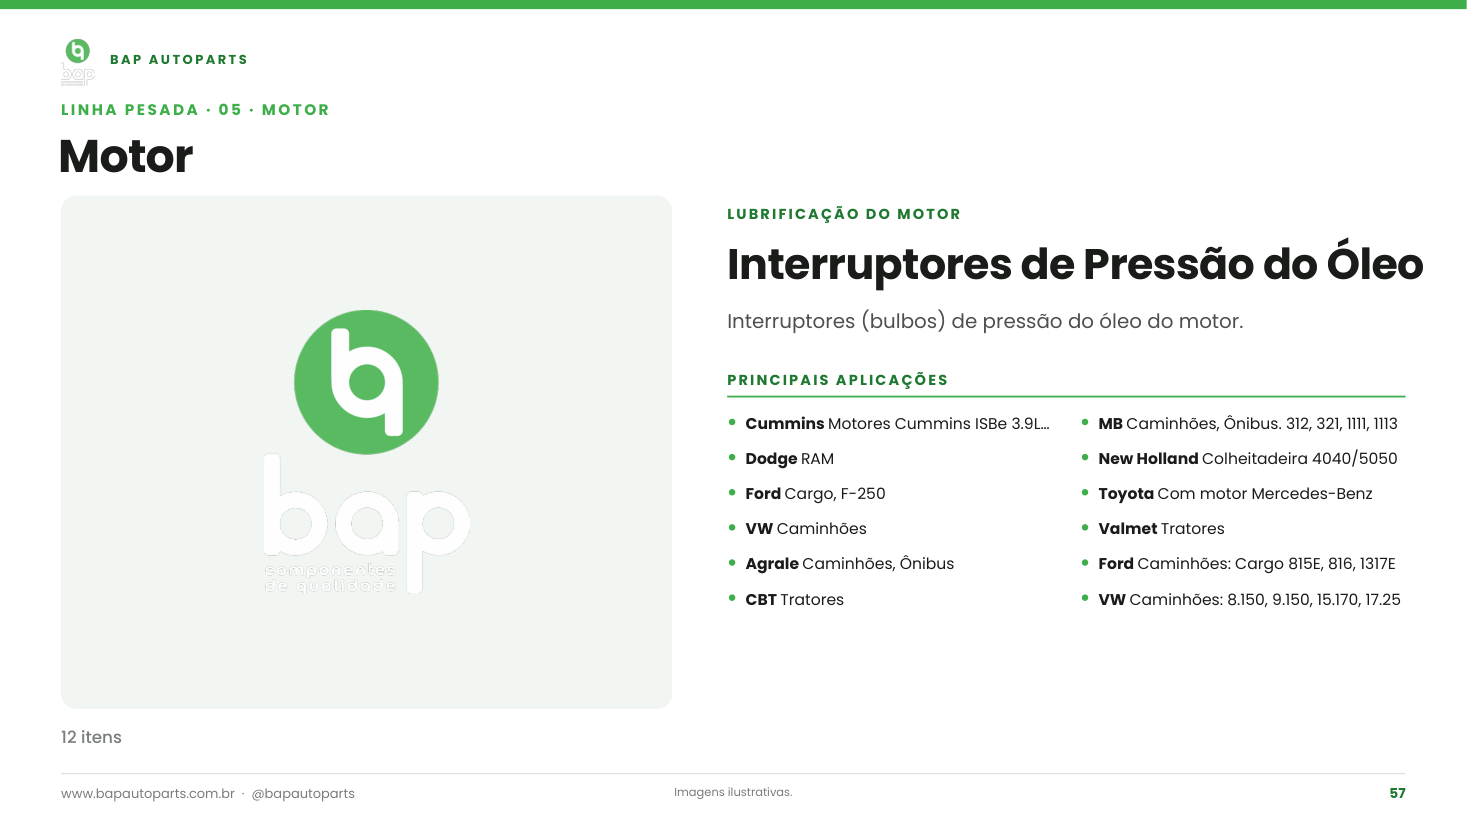 bap
BAP AUTOPARTS
LINHA PESADA · 05 · MOTOR
Motor
bap
componentes
de qualidade
12 itens
LUBRIFICAÇÃO DO MOTOR
Interruptores de Pressão do Óleo
Interruptores (bulbos) de pressão do óleo do motor.
PRINCIPAIS APLICAÇÕES
• Cummins Motores Cummins ISBe 3.9L…
• Dodge RAM
• Ford Cargo, F-250
• VW Caminhões
• Agrale Caminhões, Ônibus
• CBT Tratores
• MB Caminhões, Ônibus. 312, 321, 1111, 1113
• New Holland Colheitadeira 4040/5050
• Toyota Com motor Mercedes-Benz
• Valmet Tratores
• Ford Caminhões: Cargo 815E, 816, 1317E
• VW Caminhões: 8.150, 9.150, 15.170, 17.25
www.bapautoparts.com.br · @bapautoparts
Imagens ilustrativas.
57